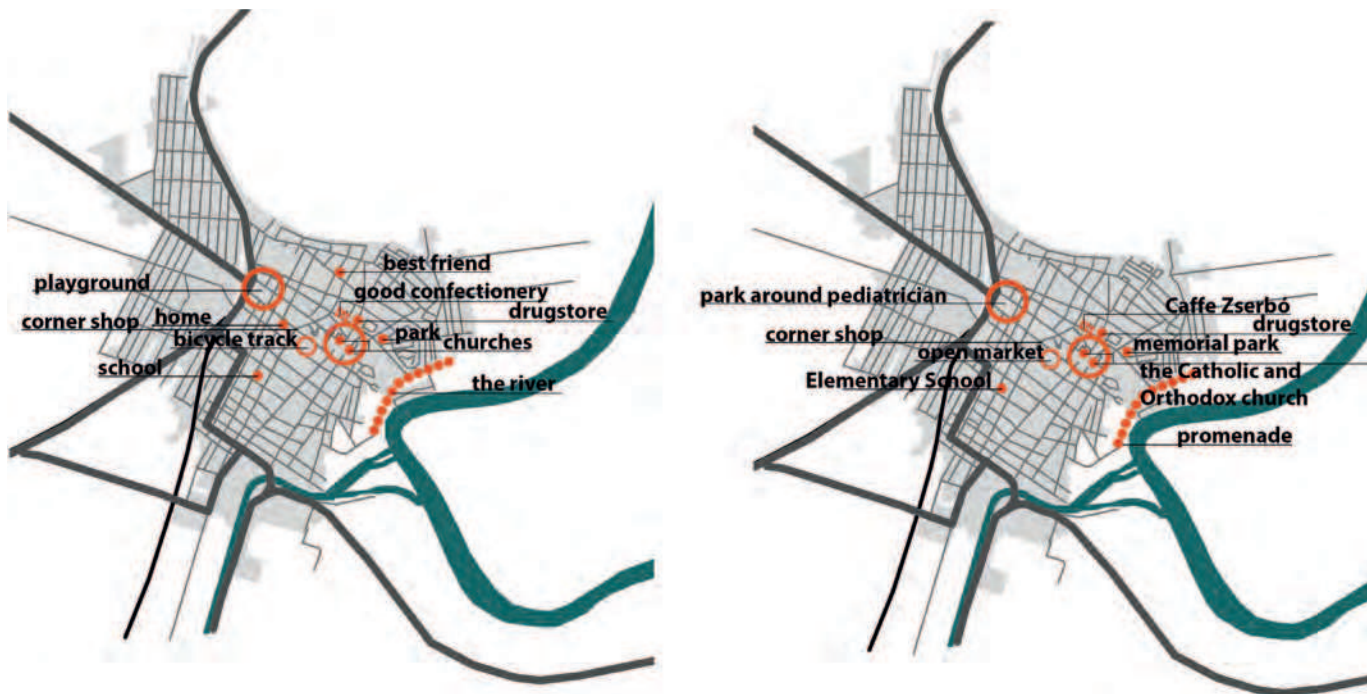 best friend
playground
good confectionery
home
drugstore
corner shop
bicycle track
park
churches
school
the river
park around pediatrician
Caffe Zserbó
corner shop
drugstore
open market
memorial park
Elementary School
the Catholic and
Orthodox church
promenade